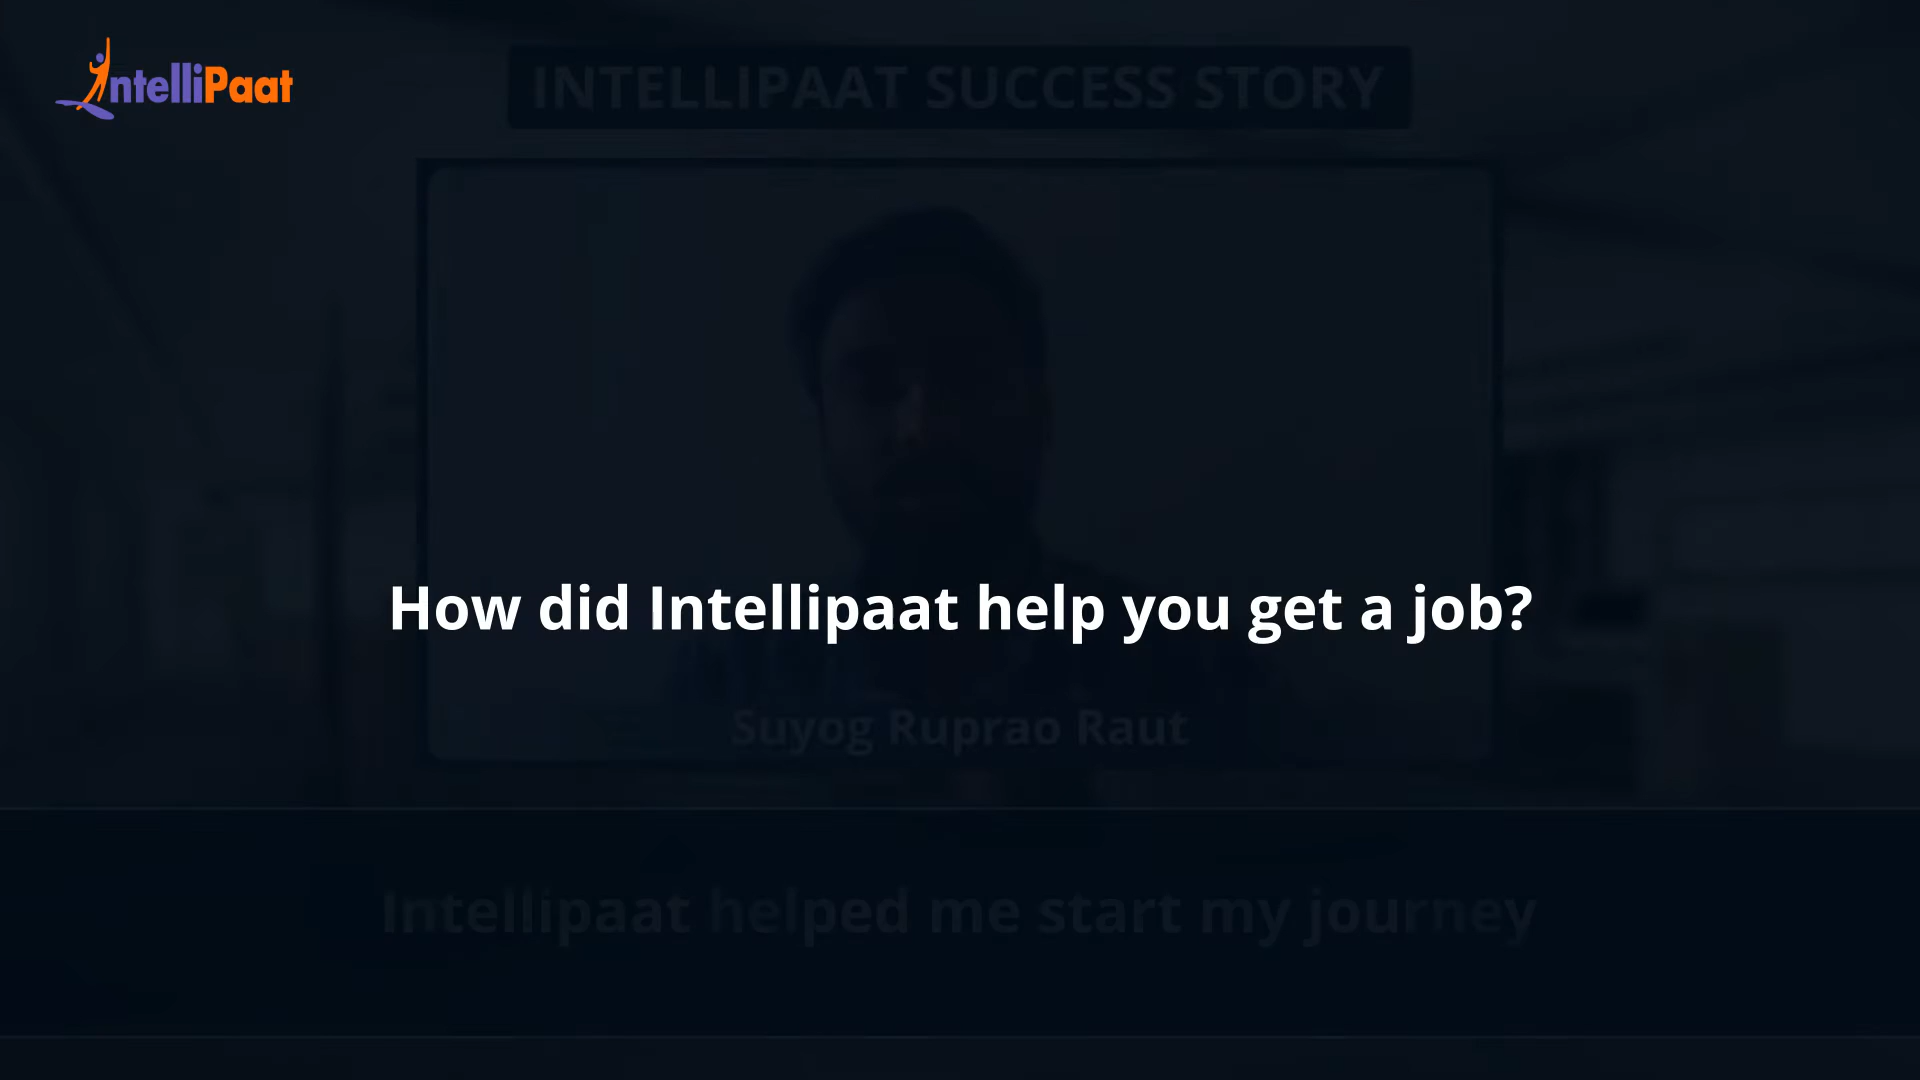 IntelliPaat
INTELLIPAAT SUCCESS STORY
How did Intellipaat help you get a job?
Suyog Ruprao Raut
Intellipaat helped me start my journey